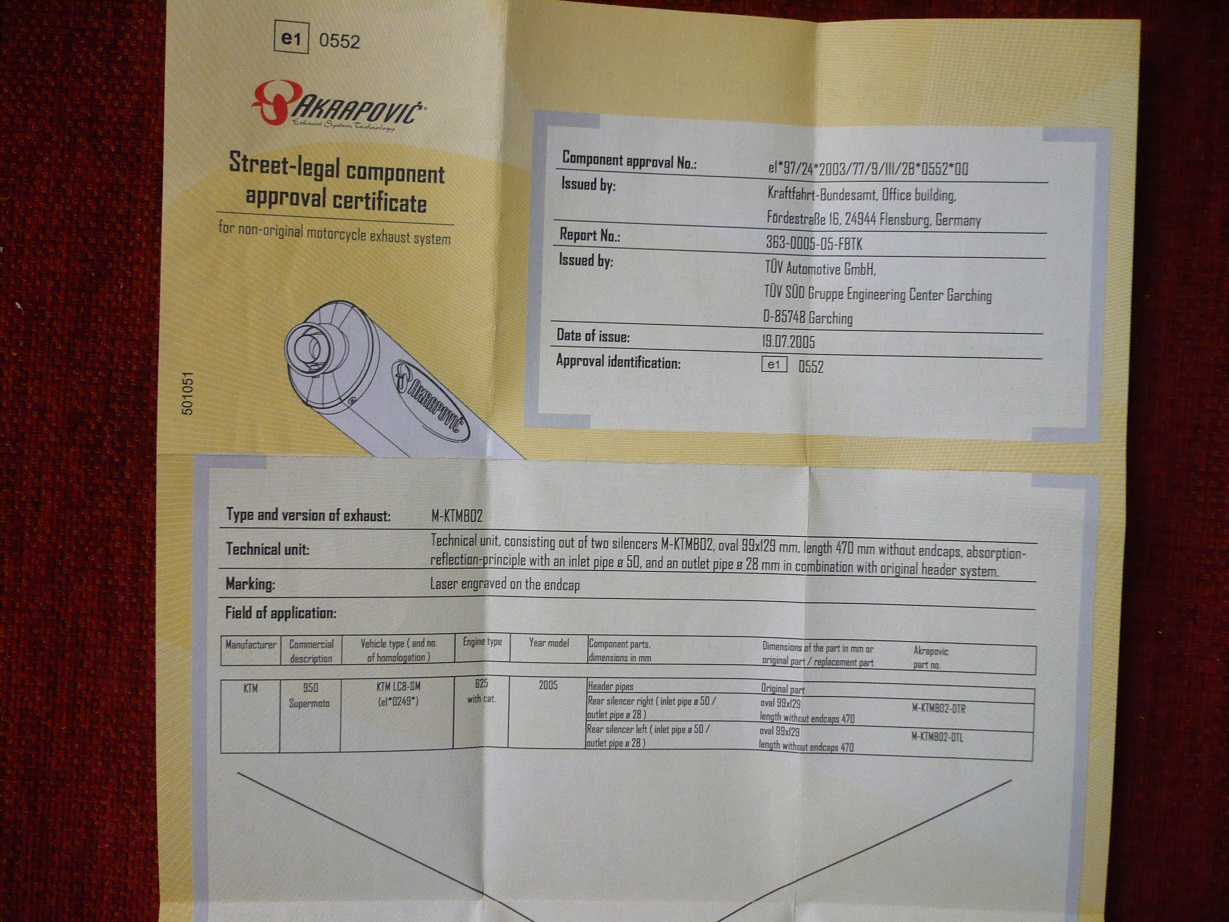 e1 0552
AKRAPOVIČ®
Exhaust System Technology
Street-legal component
approval certificate
for non-original motorcycle exhaust system
501051
AKRAPOVIČ
Component approval No.: e1*97/24*2003/77/9/III/28*0552*00
Issued by: Kraftfahrt-Bundesamt, Office building,
Fördestraße 16, 24944 Flensburg, Germany
Report No.: 363-0005-05-FBTK
Issued by: TÜV Automotive GmbH,
TÜV SÜD Gruppe Engineering Center Garching
D-85748 Garching
Date of issue: 19.07.2005
Approval identification: e1 0552
Type and version of exhaust: M-KTM802
Technical unit: Technical unit, consisting out of two silencers M-KTM802, oval 99x129 mm, length 470 mm without endcaps, absorption-
reflection-principle with an inlet pipe ø 50, and an outlet pipe ø 28 mm in combination with original header system.
Marking: Laser engraved on the endcap
Field of application:
Manufacturer Commercial Vehicle type ( and no. Engine type Year model Component parts, Dimensions of the part in mm or Akrapovic
description of homologation ) dimensions in mm original part / replacement part part no.
KTM 950 KTM LC8-SM 625 2005 Header pipes Original part
Supermoto (e1*0249*) with cat. Rear silencer right ( inlet pipe ø 50 / oval 99x129 M-KTM802-OTR
outlet pipe ø 28 ) length without endcaps 470
Rear silencer left ( inlet pipe ø 50 / oval 99x129 M-KTM802-OTL
outlet pipe ø 28 ) length without endcaps 470